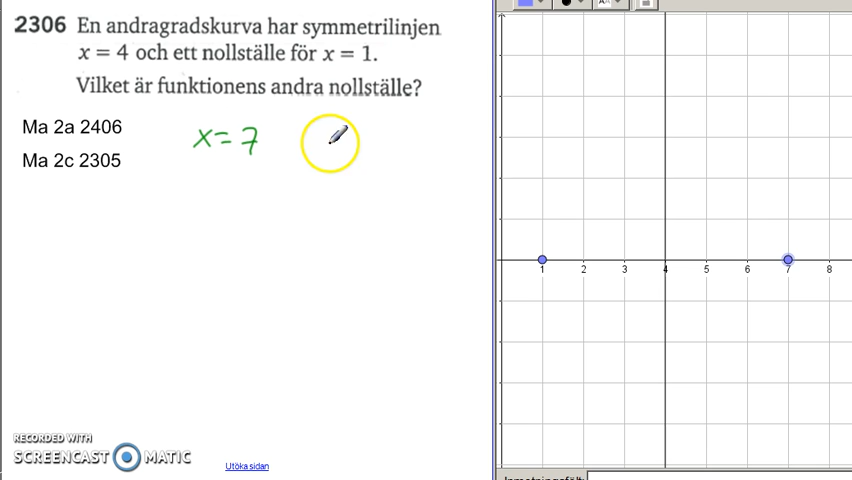 2306 En andragradskurva har symmetrilinjen
x = 4 och ett nollställe för x = 1.
Vilket är funktionens andra nollställe?
Ma 2a 2406
x = 7
Ma 2c 2305
1 2 3 4 5 6 7 8
RECORDED WITH
SCREENCAST MATIC
Utöka sidan